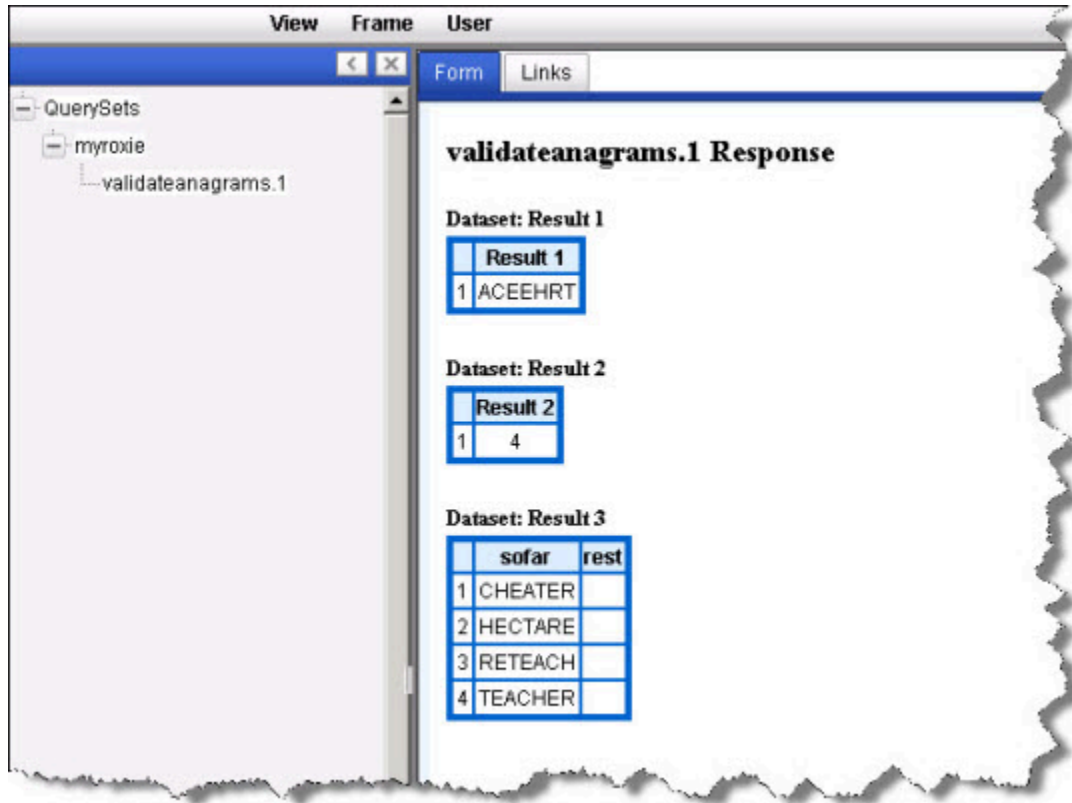 View Frame User
Form Links
QuerySets
myroxie
validateanagrams.1
validateanagrams.1 Response
Dataset: Result 1
Result 1
1 ACEEHRT
Dataset: Result 2
Result 2
1 4
Dataset: Result 3
sofar rest
1 CHEATER
2 HECTARE
3 RETEACH
4 TEACHER